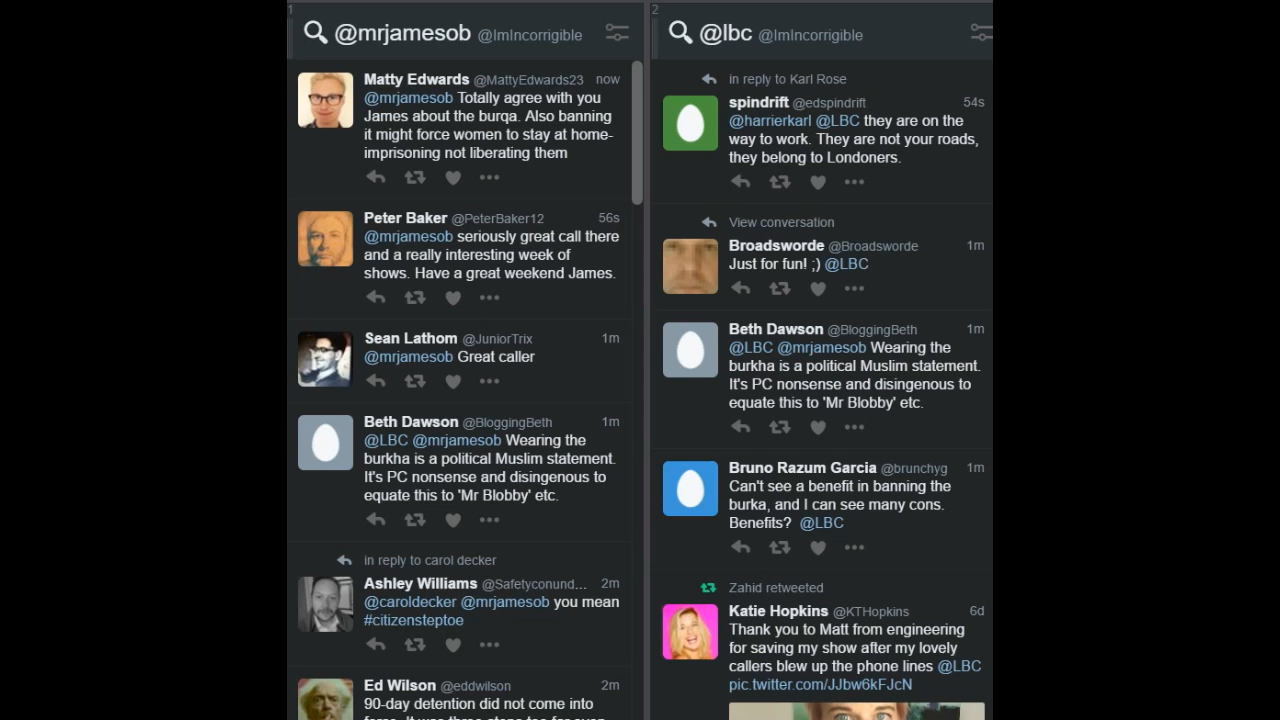 1
@mrjamesob @ImIncorrigible
Matty Edwards @MattyEdwards23 now
@mrjamesob Totally agree with you
James about the burqa. Also banning
it might force women to stay at home-
imprisoning not liberating them
Peter Baker @PeterBaker12 56s
@mrjamesob seriously great call there
and a really interesting week of
shows. Have a great weekend James.
Sean Lathom @JuniorTrix 1m
@mrjamesob Great caller
Beth Dawson @BloggingBeth 1m
@LBC @mrjamesob Wearing the
burkha is a political Muslim statement.
It's PC nonsense and disingenous to
equate this to 'Mr Blobby' etc.
in reply to carol decker
Ashley Williams @Safetyconund... 2m
@caroldecker @mrjamesob you mean
#citizensteptoe
Ed Wilson @eddwilson 2m
90-day detention did not come into
force. It was three steps too far even
2
@lbc @ImIncorrigible
in reply to Karl Rose
spindrift @edspindrift 54s
@harrierkarl @LBC they are on the
way to work. They are not your roads,
they belong to Londoners.
View conversation
Broadsworde @Broadsworde 1m
Just for fun! ;) @LBC
Beth Dawson @BloggingBeth 1m
@LBC @mrjamesob Wearing the
burkha is a political Muslim statement.
It's PC nonsense and disingenous to
equate this to 'Mr Blobby' etc.
Bruno Razum Garcia @brunchyg 1m
Can't see a benefit in banning the
burka, and I can see many cons.
Benefits? @LBC
Zahid retweeted
Katie Hopkins @KTHopkins 6d
Thank you to Matt from engineering
for saving my show after my lovely
callers blew up the phone lines @LBC
pic.twitter.com/JJbw6kFJcN